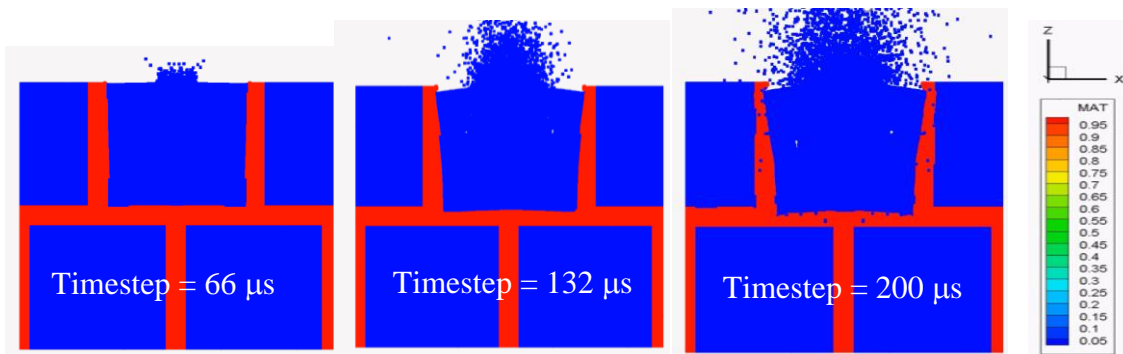 Timestep = 66 μs
Timestep = 132 μs
Timestep = 200 μs
Z
Y
X
MAT
0.95
0.9
0.85
0.8
0.75
0.7
0.65
0.6
0.55
0.5
0.45
0.4
0.35
0.3
0.25
0.2
0.15
0.1
0.05